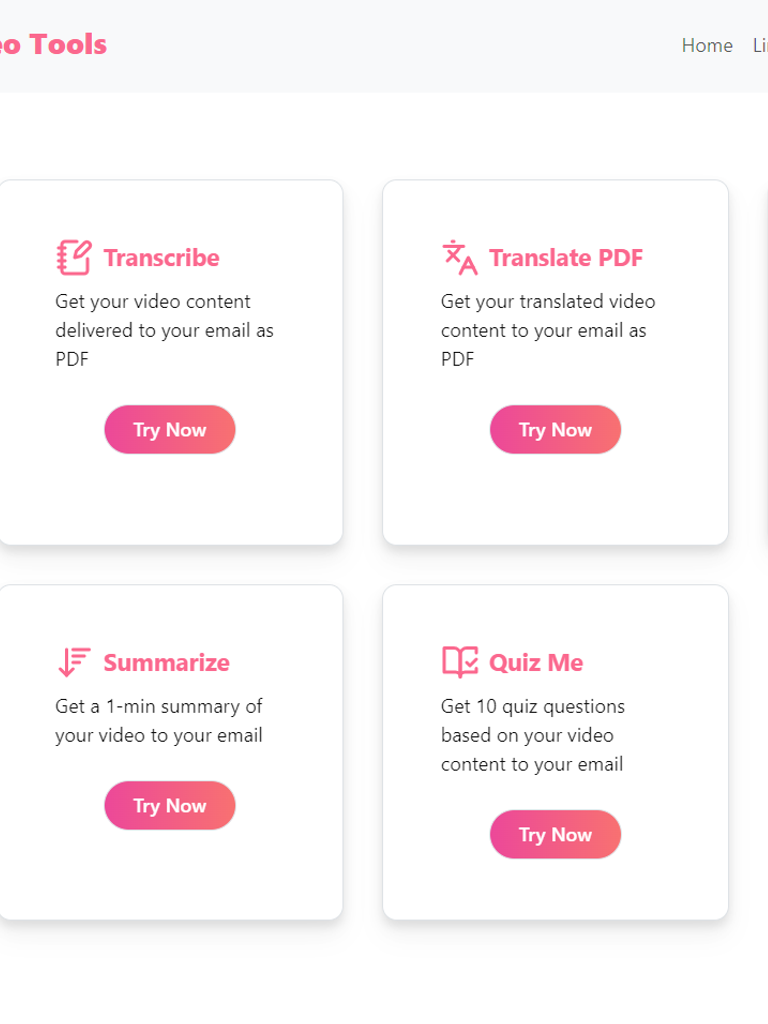 Tools
Home
Transcribe
Get your video content
delivered to your email as
PDF
Try Now
Translate PDF
Get your translated video
content to your email as
PDF
Try Now
Summarize
Get a 1-min summary of
your video to your email
Try Now
Quiz Me
Get 10 quiz questions
based on your video
content to your email
Try Now